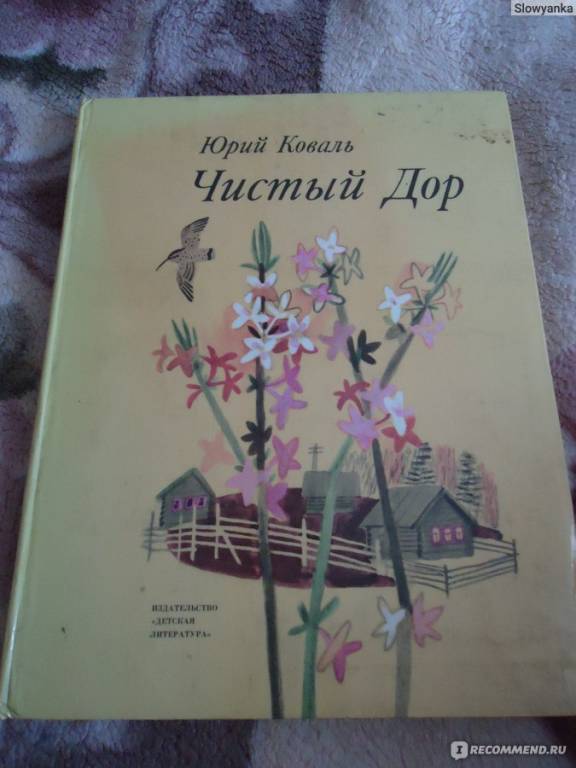 Slowyanka
Юрий Коваль
Чистый Дор
ИЗДАТЕЛЬСТВО
«ДЕТСКАЯ
ЛИТЕРАТУРА»
I RECOMMEND.RU